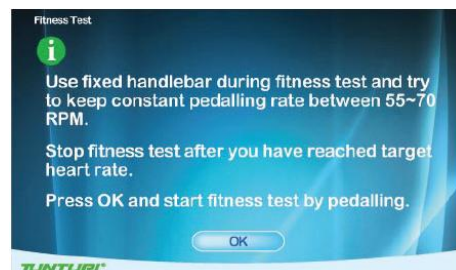 Fitness Test
i
Use fixed handlebar during fitness test and try
to keep constant pedalling rate between 55~70
RPM.
Stop fitness test after you have reached target
heart rate.
Press OK and start fitness test by pedalling.
OK
TUNTURI